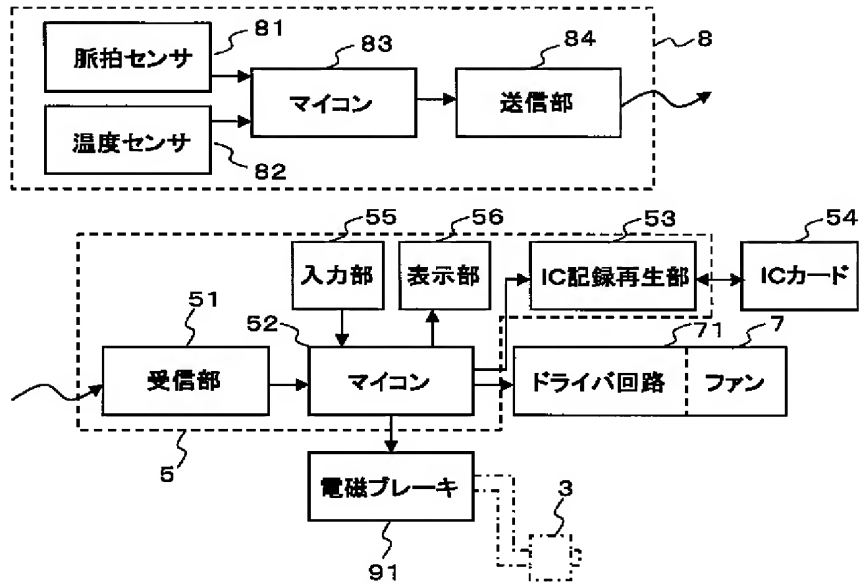 81
脈拍センサ
83
マイコン
84
送信部
8
温度センサ
82
55
入力部
56
表示部
53
IC記録再生部
54
ICカード
51
受信部
52
マイコン
71
ドライバ回路
7
ファン
5
電磁ブレーキ
91
3